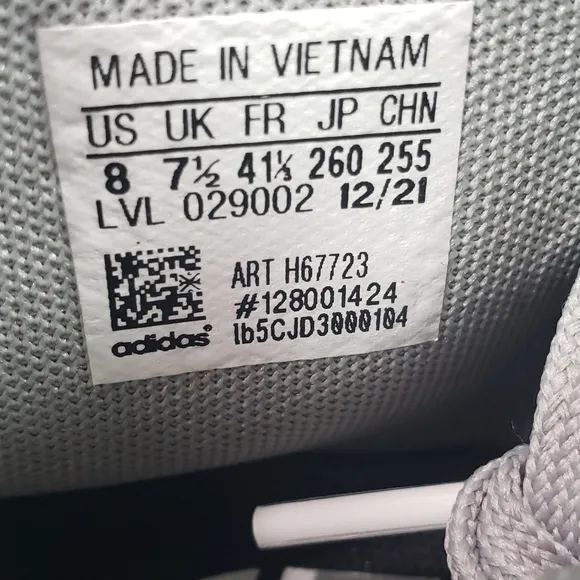 MADE IN VIETNAM
US UK FR JP CHN
8 7½ 41⅓ 260 255
LVL 029002 12/21
ART H67723
#128001424
adidas® lb5CJD3000104